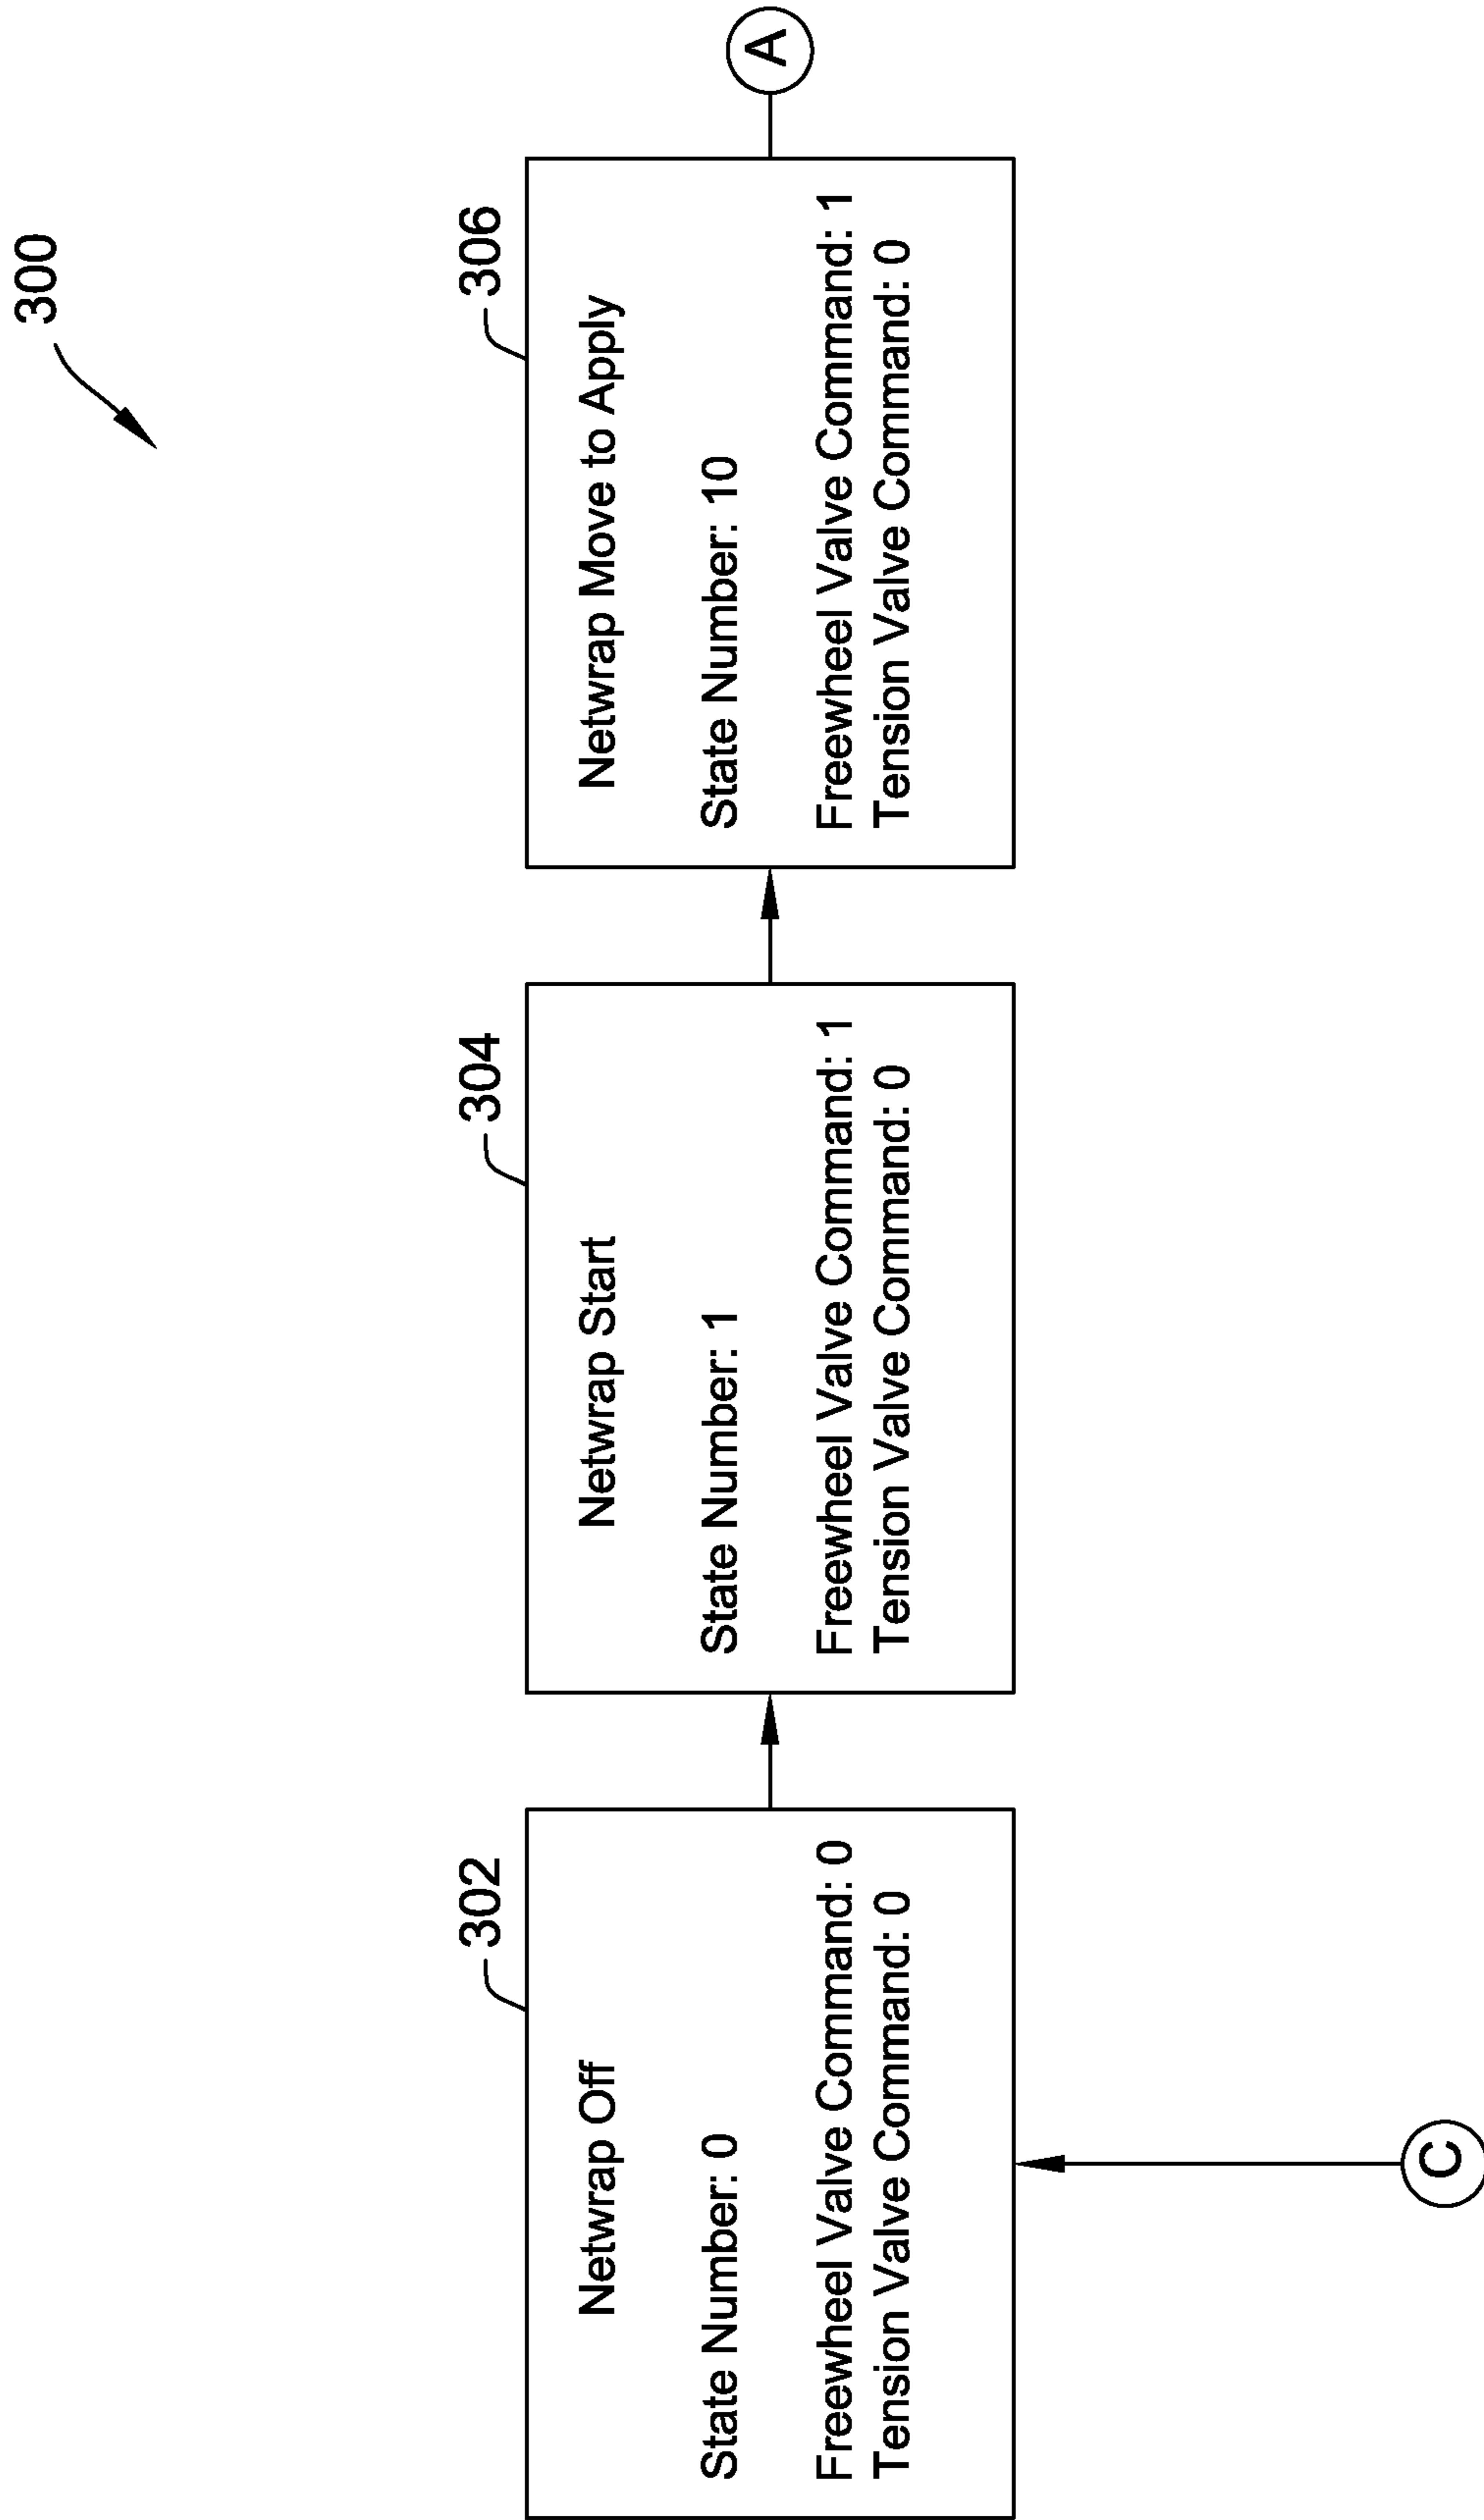 300
302
Netwrap Off
State Number: 0
Freewheel Valve Command: 0
Tension Valve Command: 0
304
Netwrap Start
State Number: 1
Freewheel Valve Command: 1
Tension Valve Command: 0
306
Netwrap Move to Apply
State Number: 10
Freewheel Valve Command: 1
Tension Valve Command: 0
A
C